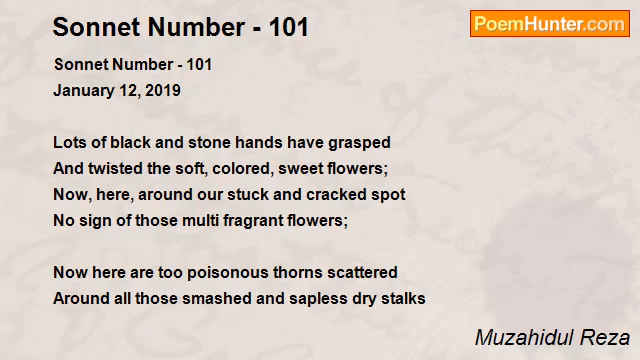 Sonnet Number - 101
PoemHunter.com
Sonnet Number - 101
January 12, 2019
Lots of black and stone hands have grasped
And twisted the soft, colored, sweet flowers;
Now, here, around our stuck and cracked spot
No sign of those multi fragrant flowers;
Now here are too poisonous thorns scattered
Around all those smashed and sapless dry stalks
Muzahidul Reza